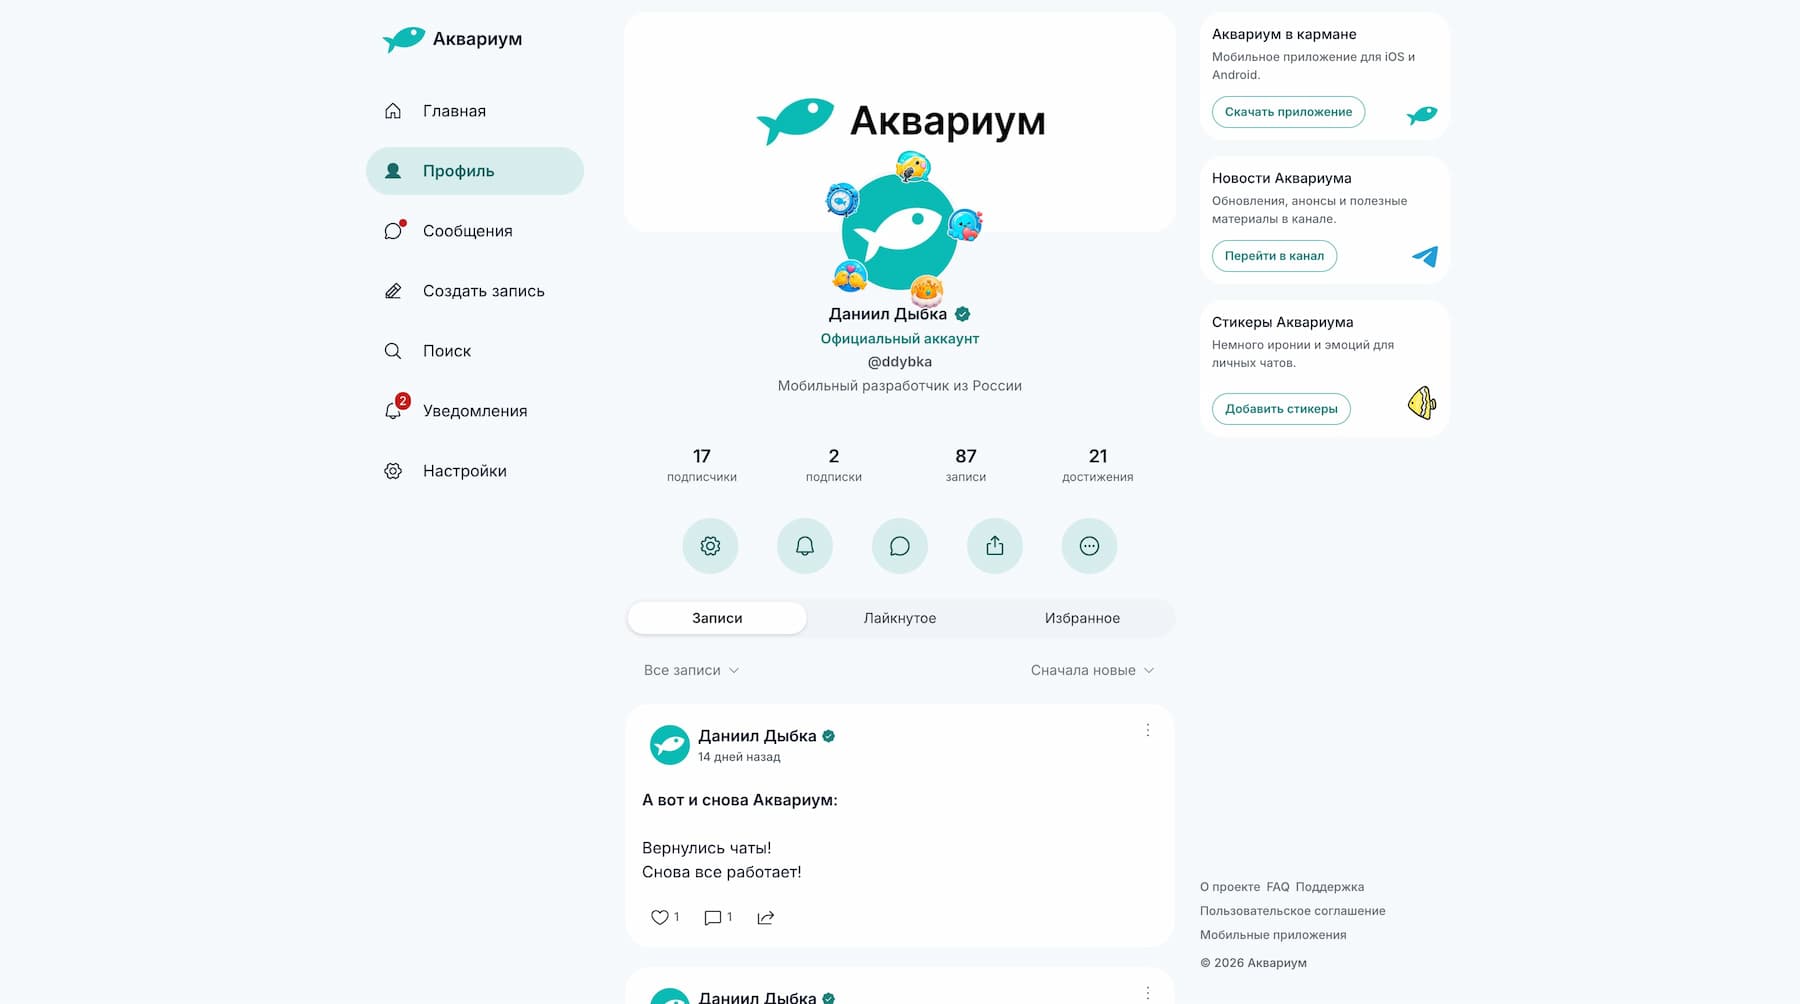 Аквариум
Главная
Профиль
Сообщения
Создать запись
Поиск
2
Уведомления
Настройки
Аквариум
Даниил Дыбка
Официальный аккаунт
@ddybka
Мобильный разработчик из России
17
подписчики
2
подписки
87
записи
21
достижения
Записи
Лайкнутое
Избранное
Все записи
Сначала новые
Даниил Дыбка
14 дней назад
А вот и снова Аквариум:
Вернулись чаты!
Снова все работает!
1
1
Даниил Дыбка
Аквариум в кармане
Мобильное приложение для iOS и
Android.
Скачать приложение
Новости Аквариума
Обновления, анонсы и полезные
материалы в канале.
Перейти в канал
Стикеры Аквариума
Немного иронии и эмоций для
личных чатов.
Добавить стикеры
О проекте FAQ Поддержка
Пользовательское соглашение
Мобильные приложения
© 2026 Аквариум